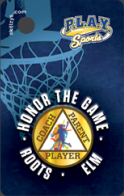 PLAY
Sports
HONOR THE GAME
COACH
PARENT
PLAYER
ROOTS · ELM